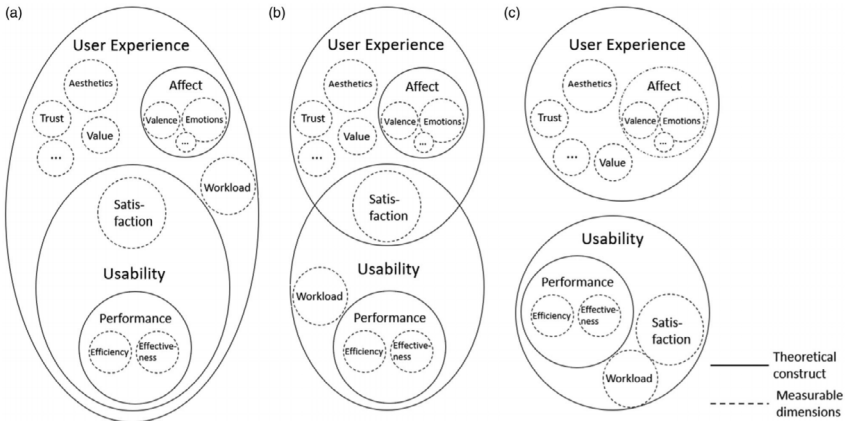 (a)
User Experience
Aesthetics
Affect
Trust
Value
Valence
Emotions
...
...
Workload
Satis-
faction
Usability
Performance
Efficiency
Effective-
ness
(b)
User Experience
Aesthetics
Affect
Trust
Value
Valence
Emotions
...
...
Satis-
faction
Usability
Workload
Performance
Efficiency
Effective-
ness
(c)
User Experience
Aesthetics
Affect
Trust
Valence
Emotions
...
...
Value
Usability
Performance
Efficiency
Effective-
ness
Satis-
faction
Workload
Theoretical
construct
Measurable
dimensions